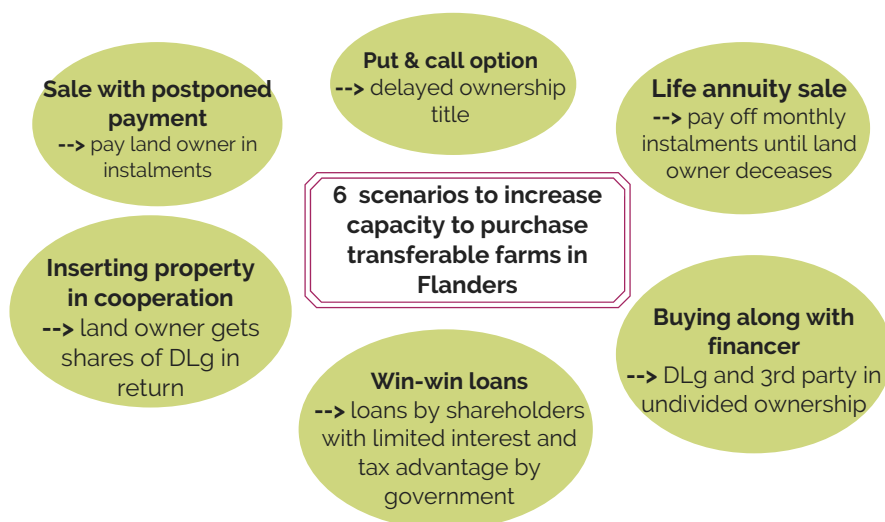 Sale with postponed
payment
--> pay land owner in
instalments
Put & call option
--> delayed ownership
title
Life annuity sale
--> pay off monthly
instalments until land
owner deceases
6 scenarios to increase
capacity to purchase
transferable farms in
Flanders
Inserting property
in cooperation
--> land owner gets
shares of DLg in
return
Win-win loans
--> loans by shareholders
with limited interest and
tax advantage by
government
Buying along with
financer
--> DLg and 3rd party in
undivided ownership